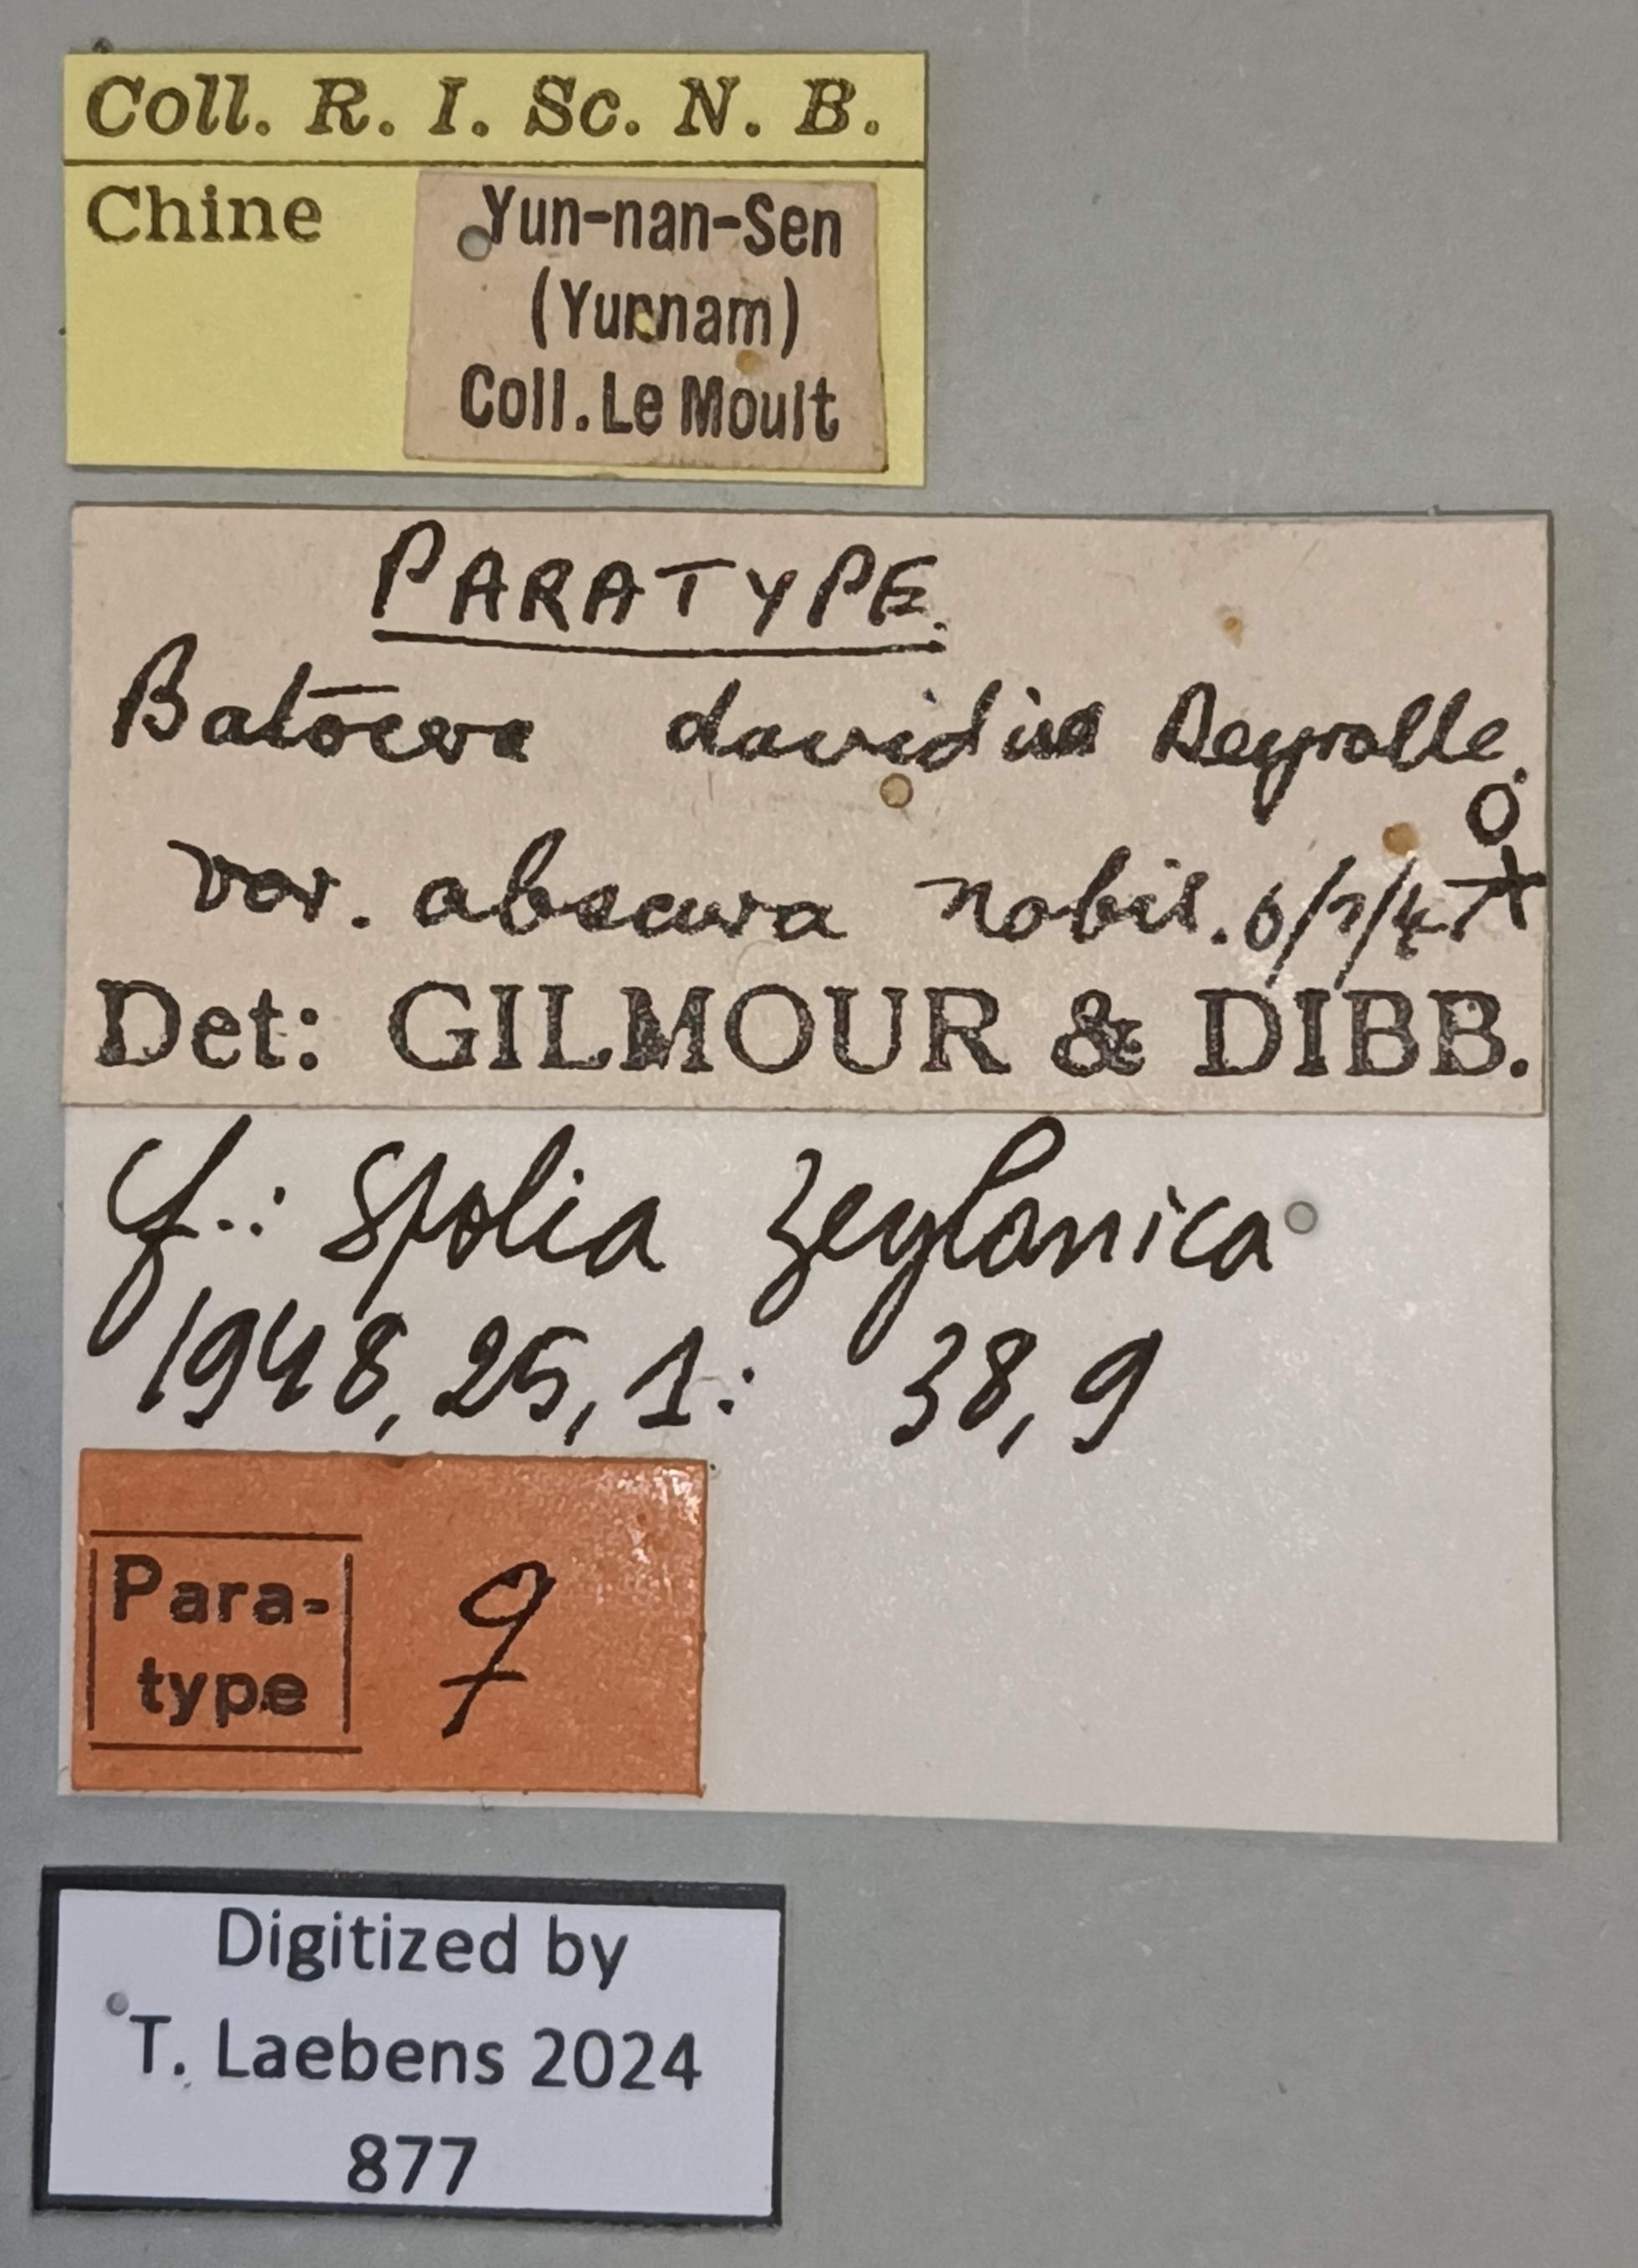 Coll. R. I. Sc. N. B.
Chine
Yun-nan-Sen
(Yunnam)
Coll. Le Moult
PARATYPE.
Batocera davidis Deyrolle.
var. obscura nobis. 6/7/47 ♀
Det: GILMOUR & DIBB.
cf.: Spolia Zeylanica
1948, 25, 1: 38, 9
Para-
type ♀
Digitized by
T. Laebens 2024
877